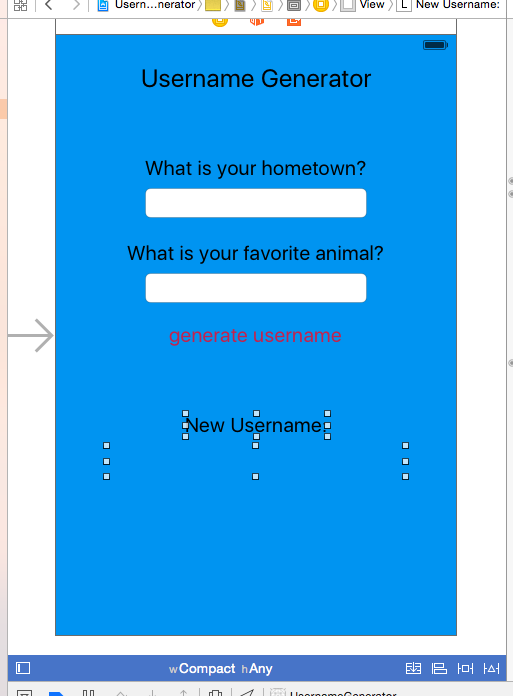 Usern…nerator View L New Username:
Username Generator
What is your hometown?
What is your favorite animal?
generate username
New Username:
wCompact hAny
UsernameGenerator